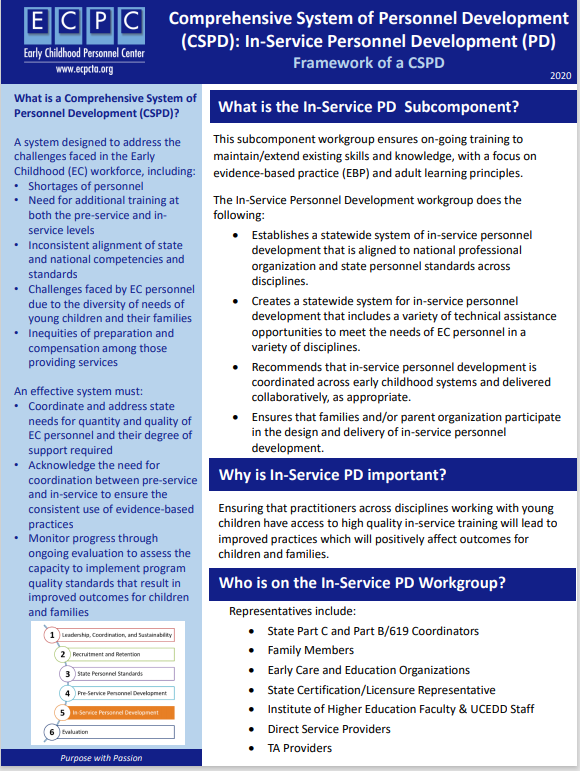 E C P C
Early Childhood Personnel Center
www.ecpcta.org
Comprehensive System of Personnel Development
(CSPD): In-Service Personnel Development (PD)
Framework of a CSPD
2020
What is a Comprehensive System of
Personnel Development (CSPD)?
A system designed to address the
challenges faced in the Early
Childhood (EC) workforce, including:
• Shortages of personnel
• Need for additional training at
both the pre-service and in-
service levels
• Inconsistent alignment of state
and national competencies and
standards
• Challenges faced by EC personnel
due to the diversity of needs of
young children and their families
• Inequities of preparation and
compensation among those
providing services
An effective system must:
• Coordinate and address state
needs for quantity and quality of
EC personnel and their degree of
support required
• Acknowledge the need for
coordination between pre-service
and in-service to ensure the
consistent use of evidence-based
practices
• Monitor progress through
ongoing evaluation to assess the
capacity to implement program
quality standards that result in
improved outcomes for children
and families
1 Leadership, Coordination, and Sustainability
2 Recruitment and Retention
3 State Personnel Standards
4 Pre-Service Personnel Development
5 In-Service Personnel Development
6 Evaluation
Purpose with Passion
What is the In-Service PD Subcomponent?
This subcomponent workgroup ensures on-going training to
maintain/extend existing skills and knowledge, with a focus on
evidence-based practice (EBP) and adult learning principles.
The In-Service Personnel Development workgroup does the
following:
• Establishes a statewide system of in-service personnel
development that is aligned to national professional
organization and state personnel standards across
disciplines.
• Creates a statewide system for in-service personnel
development that includes a variety of technical assistance
opportunities to meet the needs of EC personnel in a
variety of disciplines.
• Recommends that in-service personnel development is
coordinated across early childhood systems and delivered
collaboratively, as appropriate.
• Ensures that families and/or parent organization participate
in the design and delivery of in-service personnel
development.
Why is In-Service PD important?
Ensuring that practitioners across disciplines working with young
children have access to high quality in-service training will lead to
improved practices which will positively affect outcomes for
children and families.
Who is on the In-Service PD Workgroup?
Representatives include:
• State Part C and Part B/619 Coordinators
• Family Members
• Early Care and Education Organizations
• State Certification/Licensure Representative
• Institute of Higher Education Faculty & UCEDD Staff
• Direct Service Providers
• TA Providers